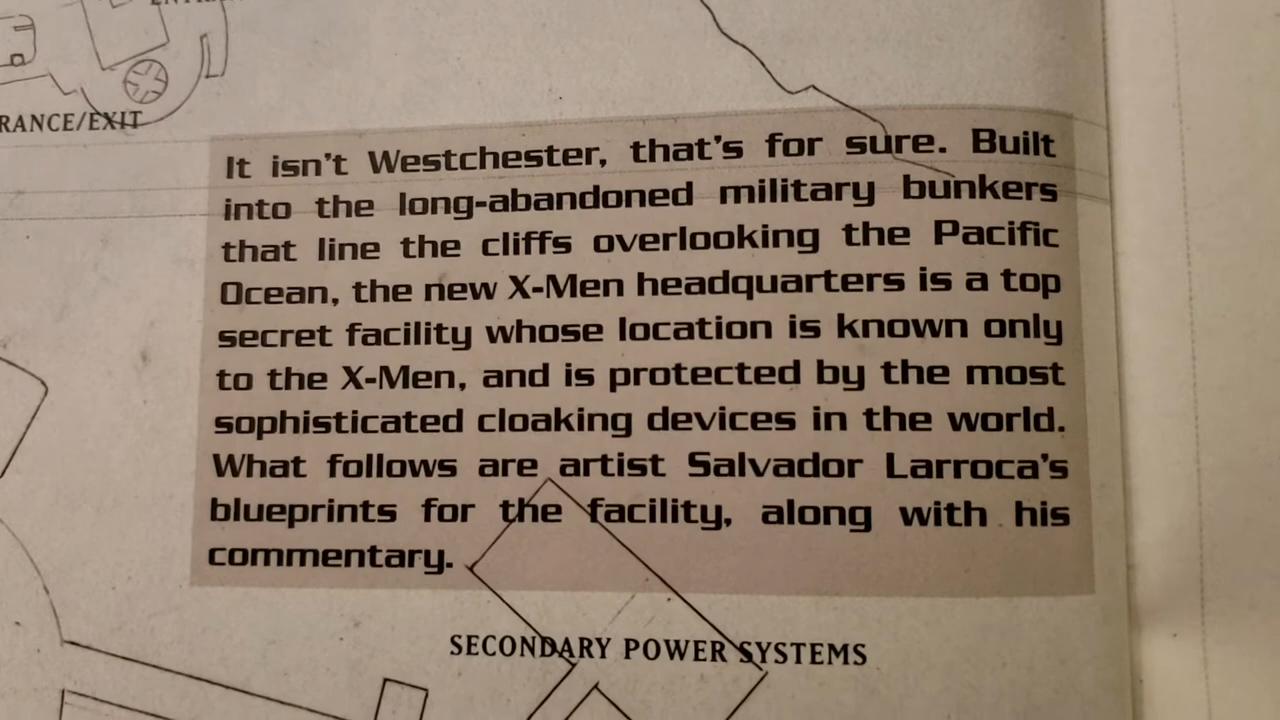 RANCE/EXIT
It isn't Westchester, that's for sure. Built
into the long-abandoned military bunkers
that line the cliffs overlooking the Pacific
Ocean, the new X-Men headquarters is a top
secret facility whose location is known only
to the X-Men, and is protected by the most
sophisticated cloaking devices in the world.
What follows are artist Salvador Larroca's
blueprints for the facility, along with his
commentary.
SECONDARY POWER SYSTEMS